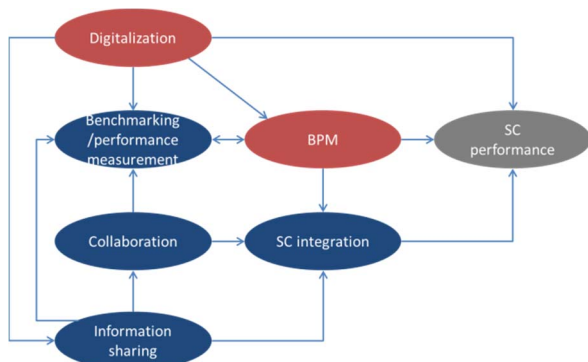 Digitalization
Benchmarking
/performance
measurement
BPM
SC
performance
Collaboration
SC integration
Information
sharing